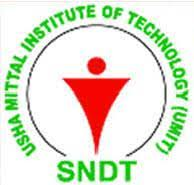 USHA MITTAL INSTITUTE OF TECHNOLOGY (UMIT)
SNDT